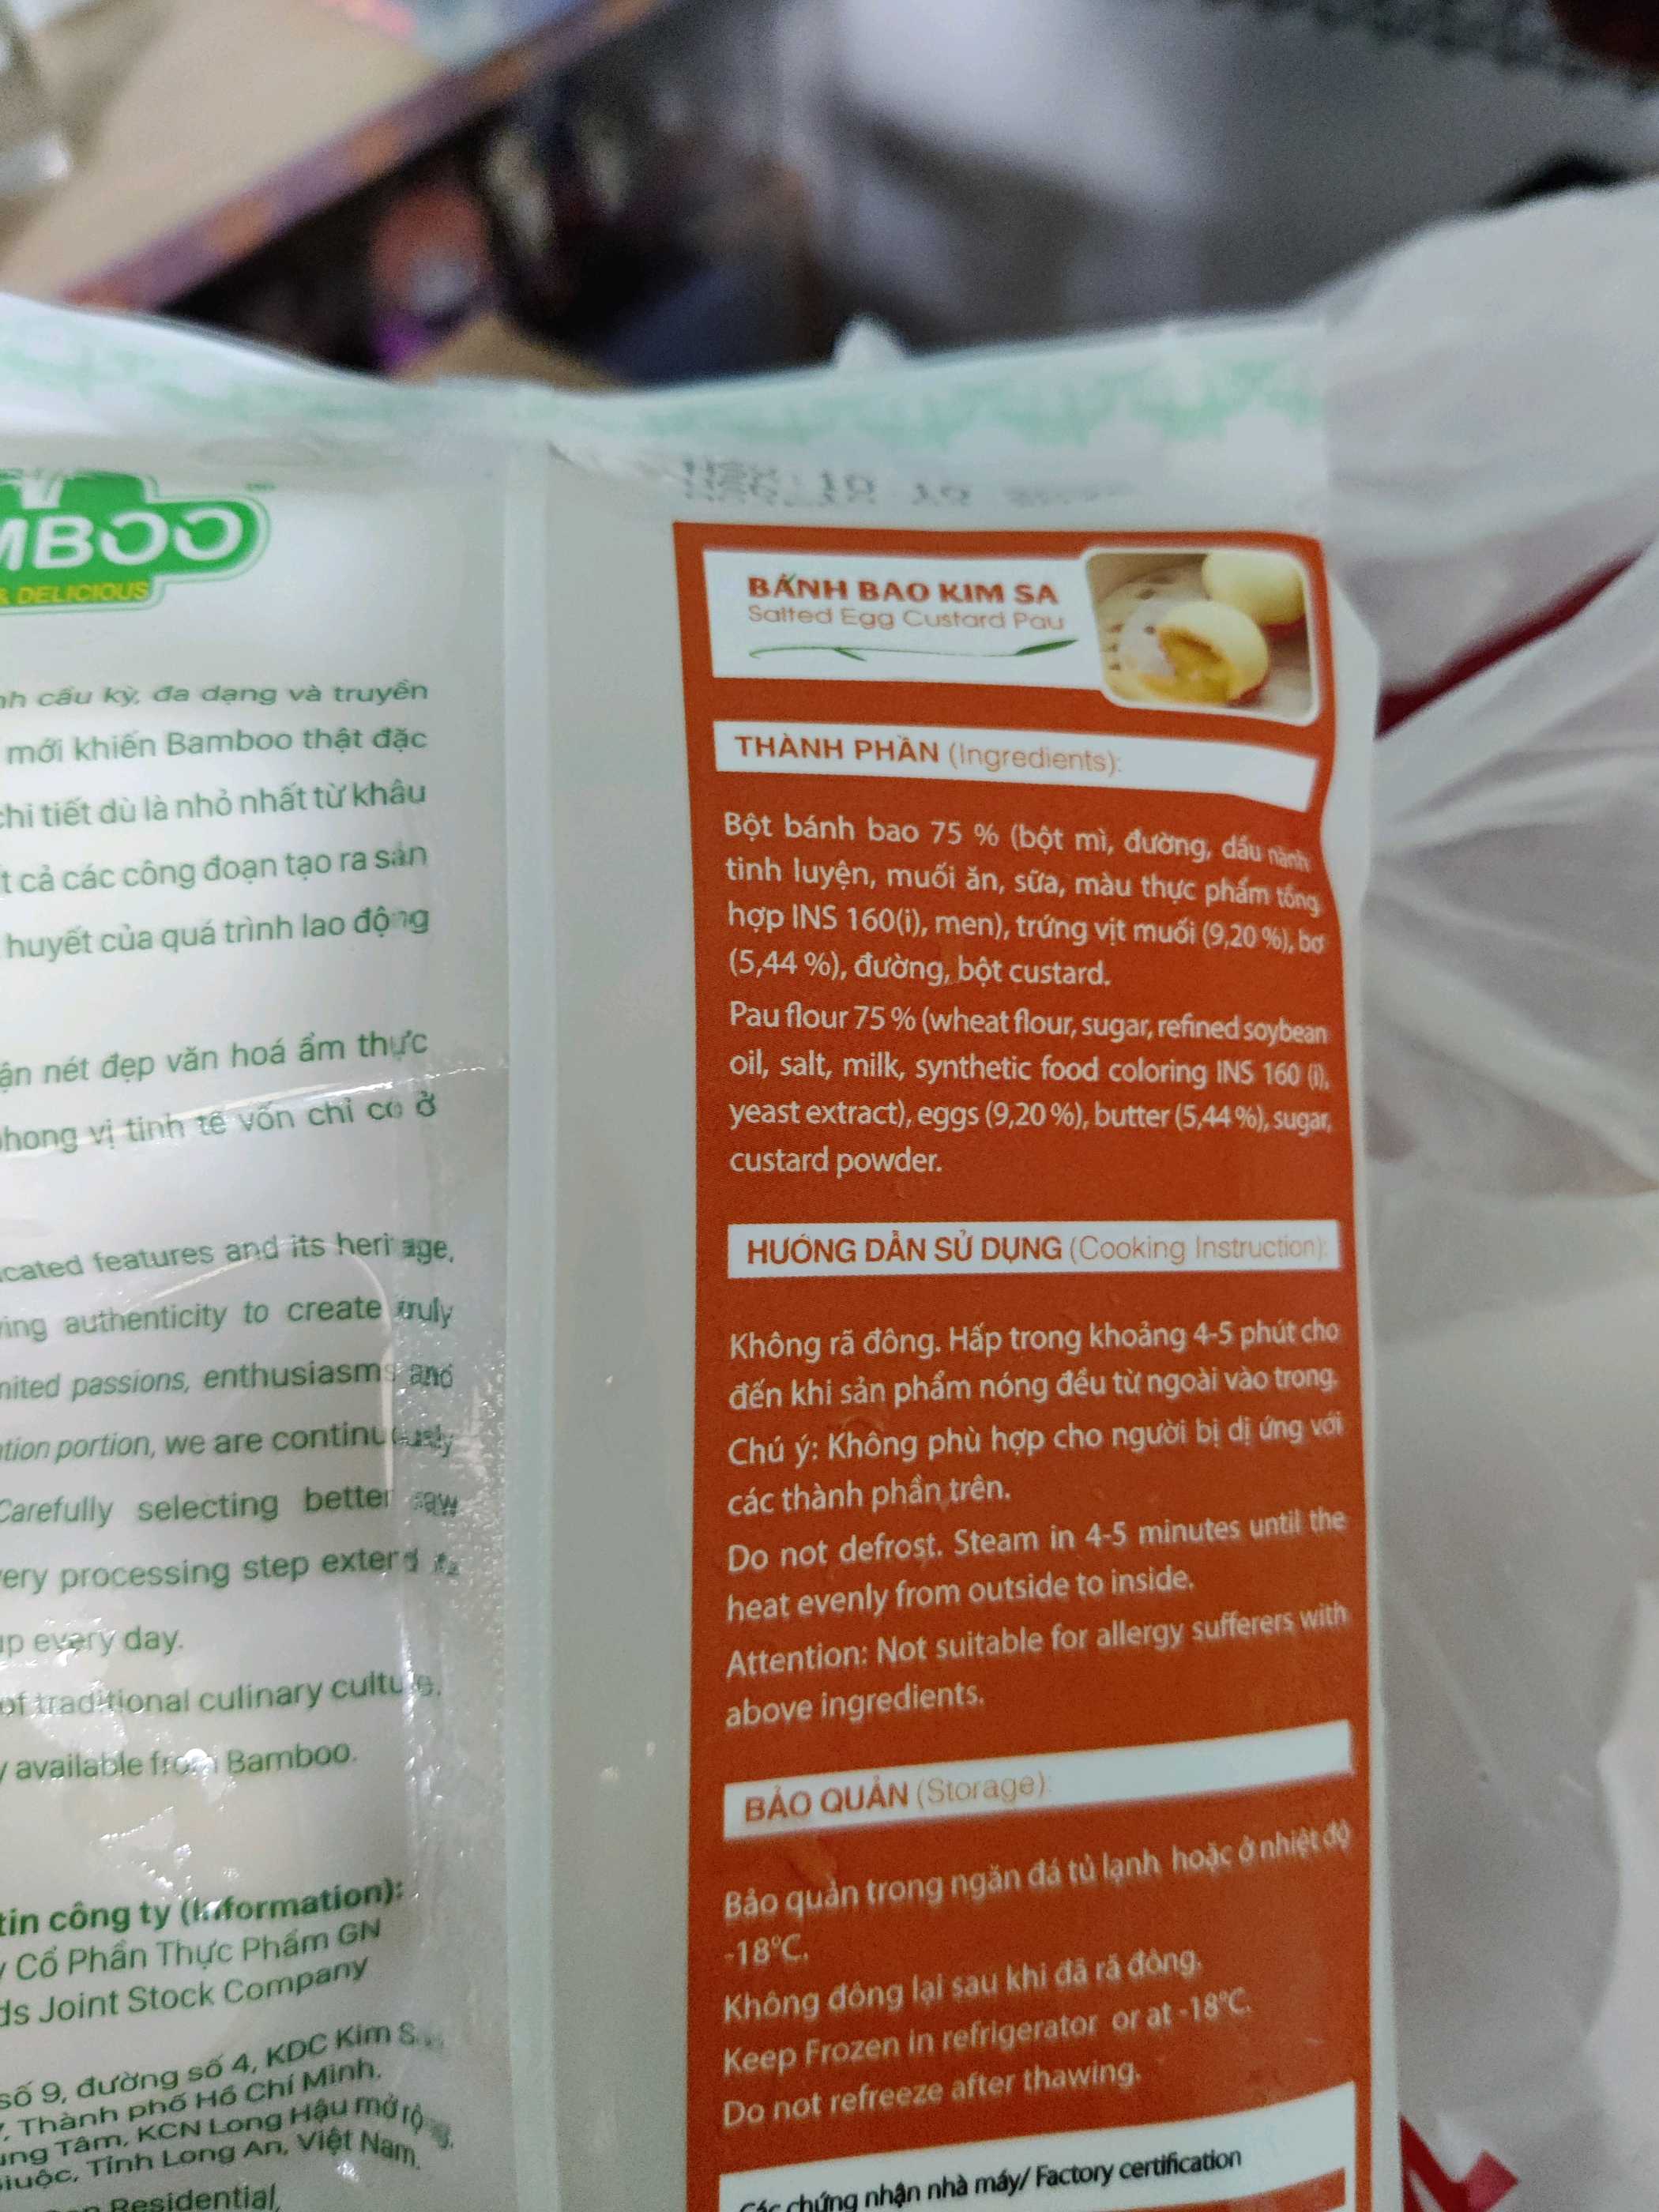 MBOO
& DELICIOUS
cầu kỳ, đa dạng và truyền
mới khiến Bamboo thật đặc
chi tiết dù là nhỏ nhất từ khâu
cả các công đoạn tạo ra sản
huyết của quá trình lao động
nét đẹp văn hoá ẩm thực
phong vị tinh tế vốn chỉ có ở
features and its heritage,
authenticity to create truly
passions, enthusiasms and
portion, we are continuously
Carefully selecting better raw
processing step extend its
up every day.
of traditional culinary culture,
available from Bamboo.
tin công ty (Information):
Cổ Phần Thực Phẩm GN
Joint Stock Company
số 9, đường số 4, KDC Kim
Thành phố Hồ Chí Minh.
Tâm, KCN Long Hậu mở rộng,
Tỉnh Long An, Việt Nam.
Residential,
BÁNH BAO KIM SA
Salted Egg Custard Pau
THÀNH PHẦN (Ingredients):
Bột bánh bao 75 % (bột mì, đường, dầu nành
tinh luyện, muối ăn, sữa, màu thực phẩm tổng
hợp INS 160(i), men), trứng vịt muối (9,20 %), bơ
(5,44 %), đường, bột custard.
Pau flour 75 % (wheat flour, sugar, refined soybean
oil, salt, milk, synthetic food coloring INS 160 (i),
yeast extract), eggs (9,20 %), butter (5,44 %), sugar,
custard powder.
HƯỚNG DẪN SỬ DỤNG (Cooking Instruction):
Không rã đông. Hấp trong khoảng 4-5 phút cho
đến khi sản phẩm nóng đều từ ngoài vào trong.
Chú ý: Không phù hợp cho người bị dị ứng với
các thành phần trên.
Do not defrost. Steam in 4-5 minutes until the
heat evenly from outside to inside.
Attention: Not suitable for allergy sufferers with
above ingredients.
BẢO QUẢN (Storage):
Bảo quản trong ngăn đá tủ lạnh hoặc ở nhiệt độ
-18°C.
Không đông lại sau khi đã rã đông.
Keep Frozen in refrigerator or at -18°C.
Do not refreeze after thawing.
Các chứng nhận nhà máy/ Factory certification